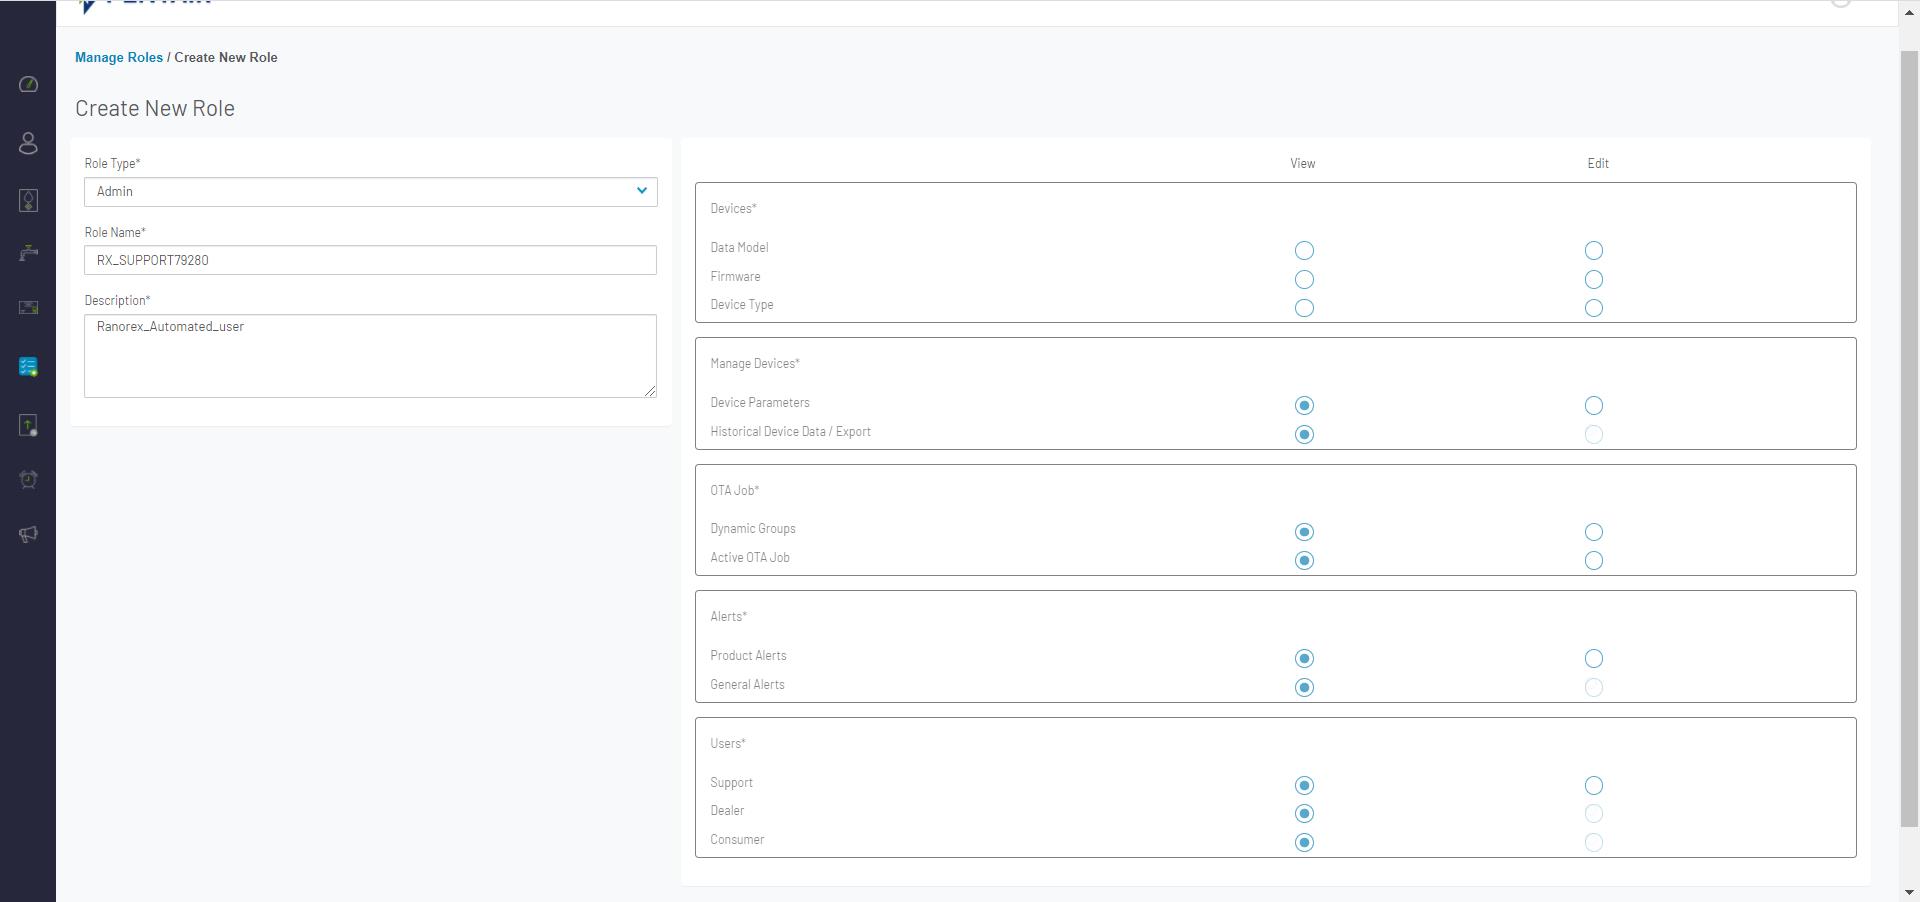 Manage Roles / Create New Role
Create New Role
Role Type*
Admin
Role Name*
RX_SUPPORT79280
Description*
Ranorex_Automated_user
View Edit
Devices*
Data Model
Firmware
Device Type
Manage Devices*
Device Parameters
Historical Device Data / Export
OTA Job*
Dynamic Groups
Active OTA Job
Alerts*
Product Alerts
General Alerts
Users*
Support
Dealer
Consumer